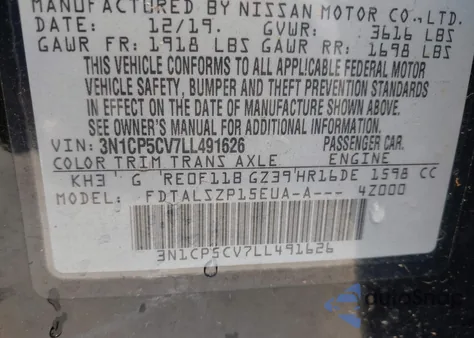 MANUFACTURED BY NISSAN MOTOR CO., LTD.
DATE: 12/19. GVWR: 3616 LBS
GAWR FR: 1918 LBS GAWR RR: 1698 LBS
THIS VEHICLE CONFORMS TO ALL APPLICABLE FEDERAL MOTOR
VEHICLE SAFETY, BUMPER AND THEFT PREVENTION STANDARDS
IN EFFECT ON THE DATE OF MANUFACTURE SHOWN ABOVE.
SEE OWNER'S MANUAL FOR ADDITIONAL INFORMATION.
VIN: 3N1CP5CV7LL491626 PASSENGER CAR.
COLOR TRIM TRANS AXLE ENGINE
KH3 G RE0F11B GZ39 HR16DE 1598 CC
MODEL: FDTALSZP15EUA-A--- 4Z000
3N1CP5CV7LL491626
autoSnap